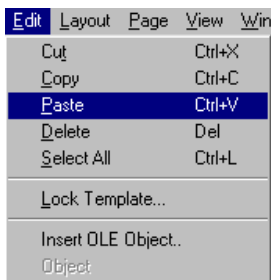 Edit Layout Page View Win
Cut Ctrl+X
Copy Ctrl+C
Paste Ctrl+V
Delete Del
Select All Ctrl+L
Lock Template...
Insert OLE Object..
Object